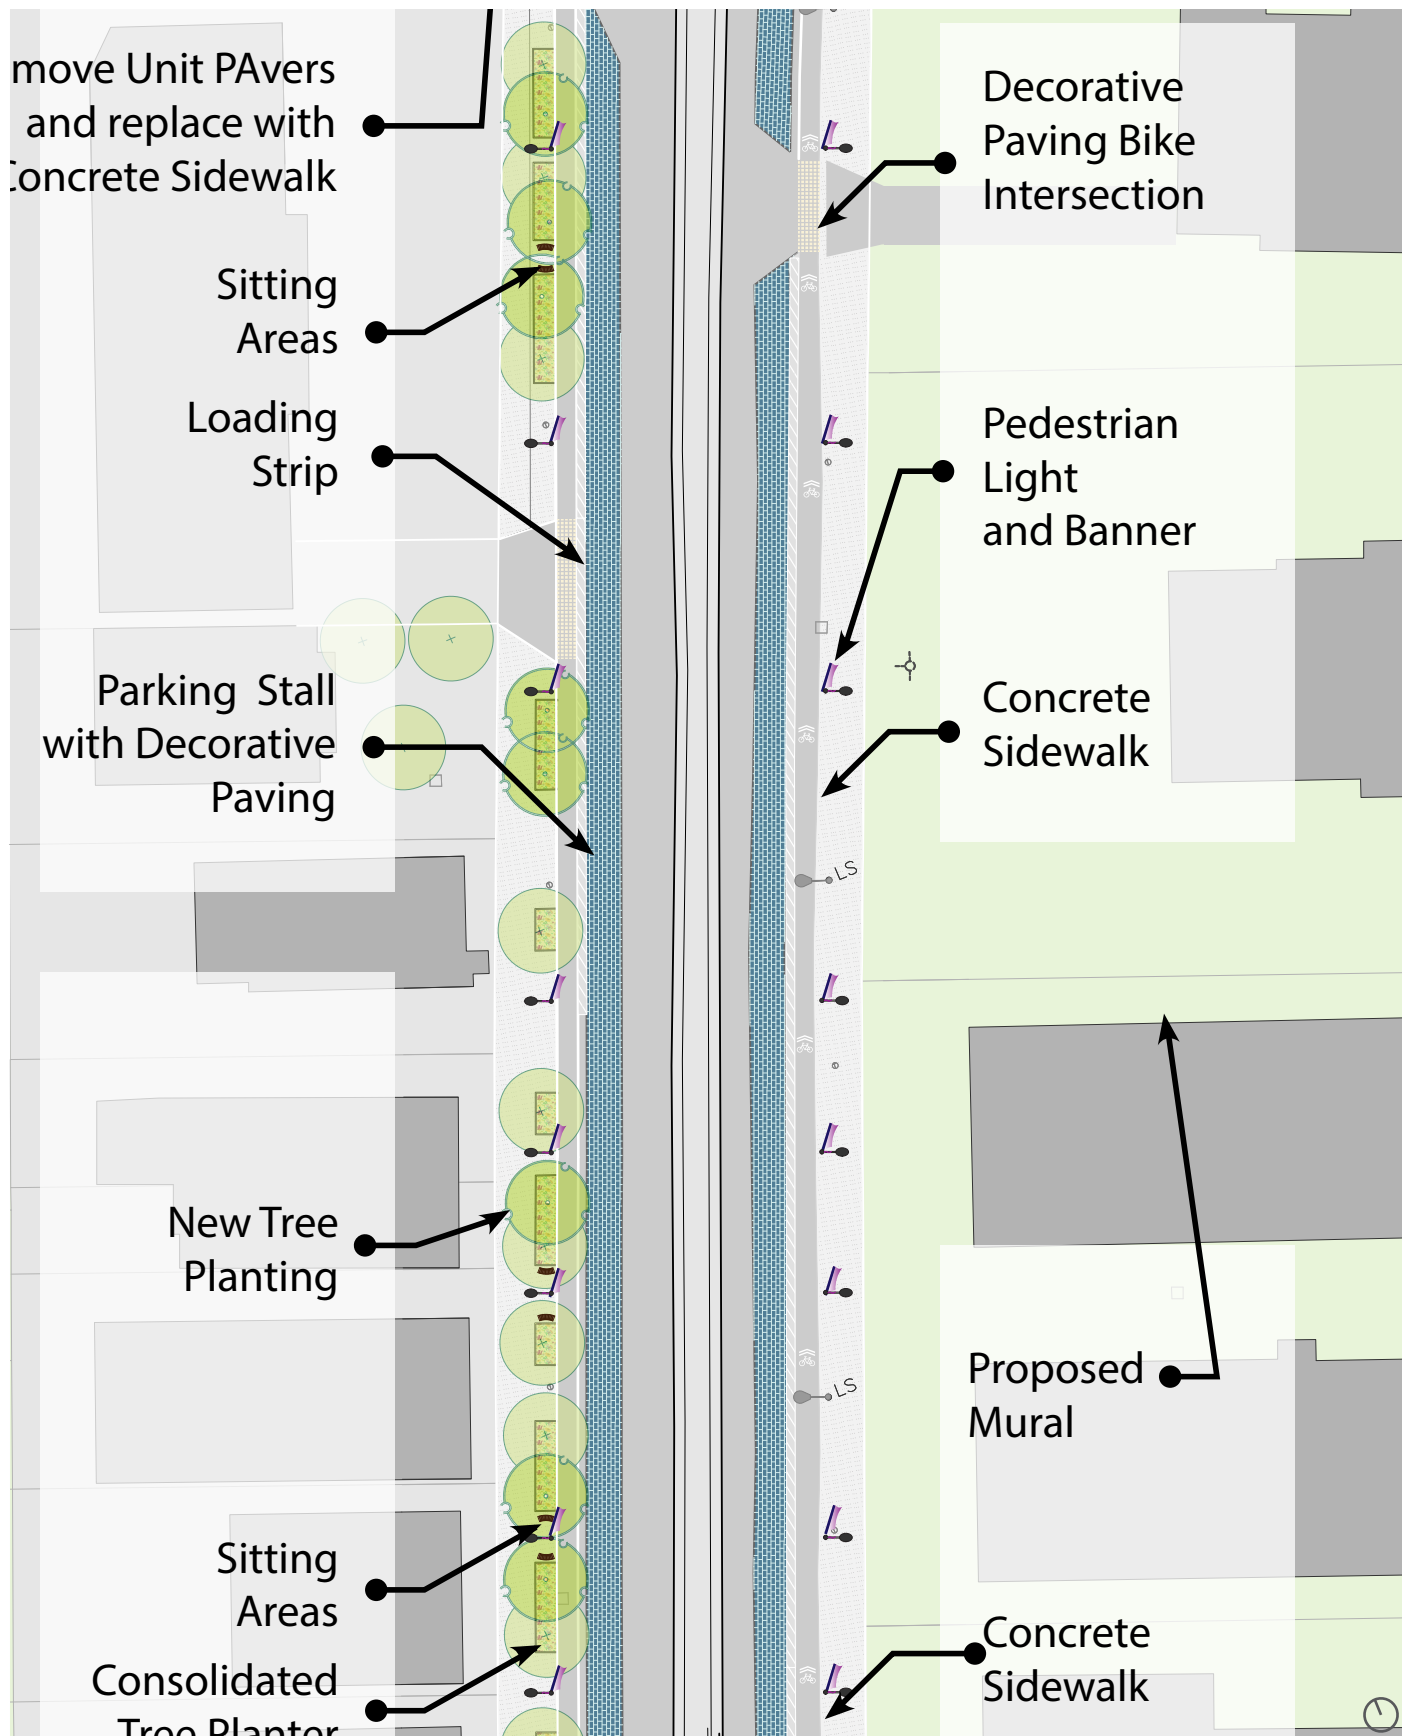 move Unit PAvers
and replace with
Concrete Sidewalk
Sitting
Areas
Loading
Strip
Parking Stall
with Decorative
Paving
New Tree
Planting
Sitting
Areas
Consolidated
Tree Planter
Decorative
Paving Bike
Intersection
Pedestrian
Light
and Banner
Concrete
Sidewalk
LS
Proposed
Mural
LS
Concrete
Sidewalk